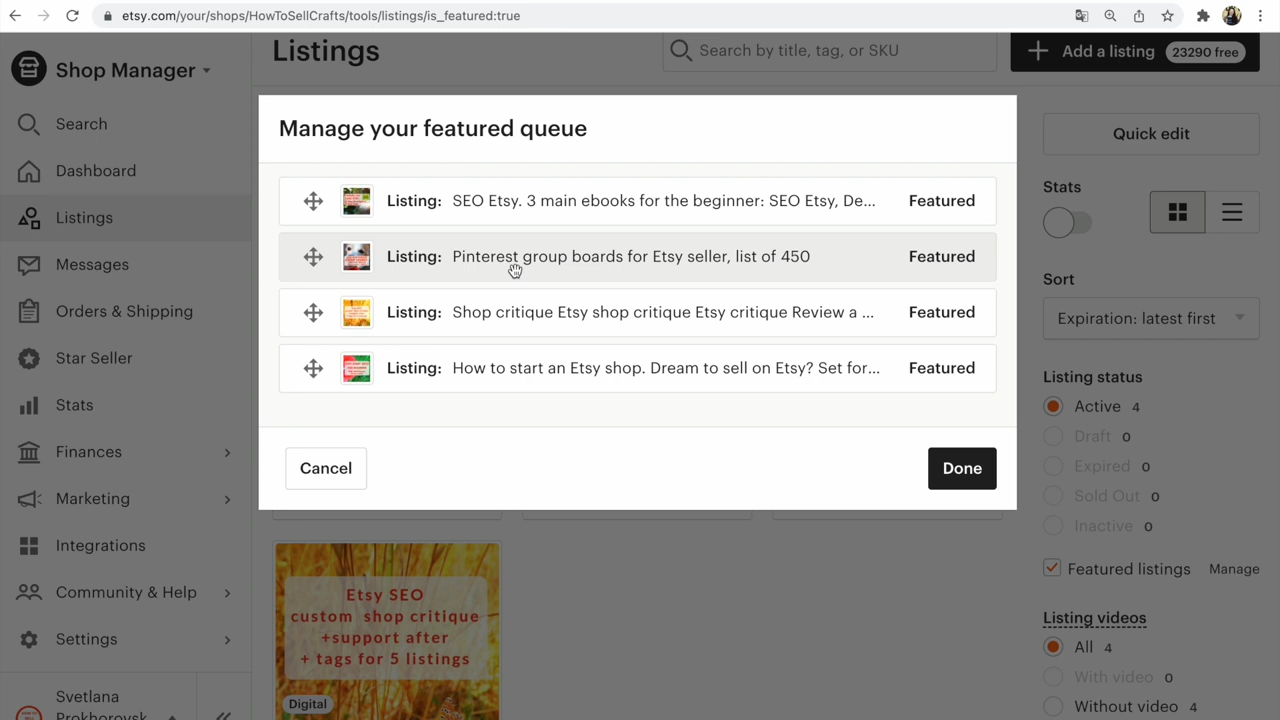 etsy.com/your/shops/HowToSellCrafts/tools/listings/is_featured:true
Shop Manager
Search
Dashboard
Listings
Messages
Orders & Shipping
Star Seller
Stats
Finances
Marketing
Integrations
Community & Help
Settings
Svetlana
Prokhorovsk
Listings
Search by title, tag, or SKU
Add a listing 23290 free
Manage your featured queue
Listing: SEO Etsy. 3 main ebooks for the beginner: SEO Etsy, De... Featured
Listing: Pinterest group boards for Etsy seller, list of 450 Featured
Listing: Shop critique Etsy shop critique Etsy critique Review a ... Featured
Listing: How to start an Etsy shop. Dream to sell on Etsy? Set for... Featured
Cancel
Done
Etsy SEO
custom shop critique
+support after
+ tags for 5 listings
Digital
Quick edit
Stats
Sort
Expiration: latest first
Listing status
Active 4
Draft 0
Expired 0
Sold Out 0
Inactive 0
Featured listings Manage
Listing videos
All 4
With video 0
Without video 4